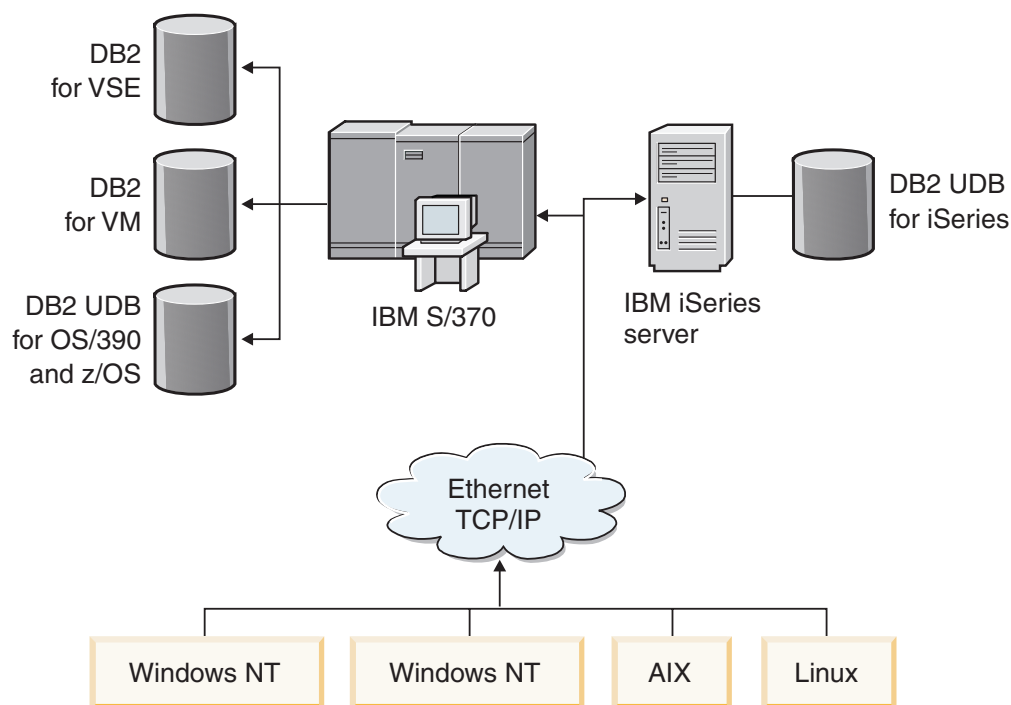 DB2
for VSE
DB2
for VM
DB2 UDB
for OS/390
and z/OS
IBM S/370
IBM iSeries
server
DB2 UDB
for iSeries
Ethernet
TCP/IP
Windows NT
Windows NT
AIX
Linux